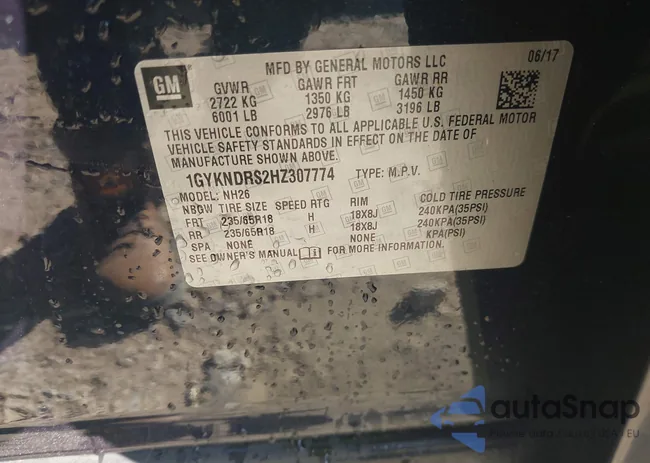 MFD BY GENERAL MOTORS LLC 06/17
GM
GVWR GAWR FRT GAWR RR
2722 KG 1350 KG 1450 KG
6001 LB 2976 LB 3196 LB
THIS VEHICLE CONFORMS TO ALL APPLICABLE U.S. FEDERAL MOTOR
VEHICLE SAFETY STANDARDS IN EFFECT ON THE DATE OF
MANUFACTURE SHOWN ABOVE.
1GYKNDRS2HZ307774 TYPE: M.P.V.
MODEL: NH26
NBGW TIRE SIZE SPEED RTG RIM COLD TIRE PRESSURE
FRT 235/65R18 H 18X8J 240KPA(35PSI)
RR 235/65R18 H 18X8J 240KPA(35PSI)
SPA NONE NONE KPA(PSI)
SEE OWNER'S MANUAL FOR MORE INFORMATION.
autaSnap